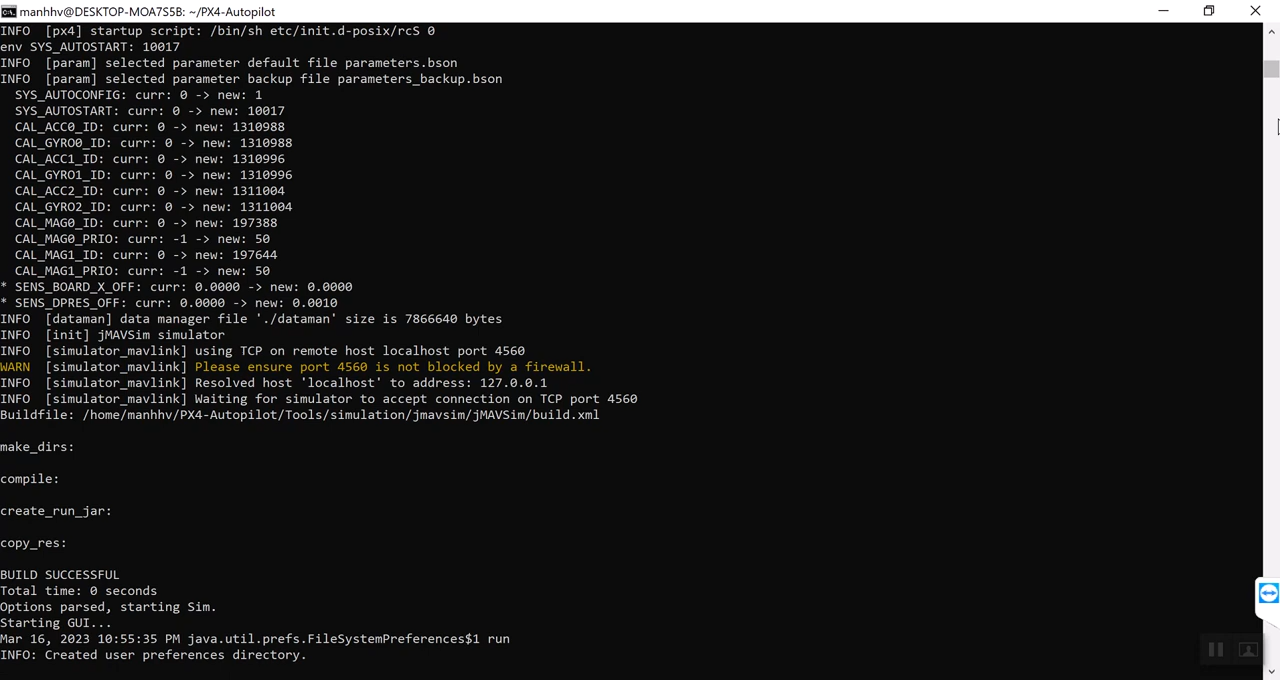 manhhv@DESKTOP-MOA7S5B: ~/PX4-Autopilot
INFO  [px4] startup script: /bin/sh etc/init.d-posix/rcS 0
env SYS_AUTOSTART: 10017
INFO  [param] selected parameter default file parameters.bson
INFO  [param] selected parameter backup file parameters_backup.bson
  SYS_AUTOCONFIG: curr: 0 -> new: 1
  SYS_AUTOSTART: curr: 0 -> new: 10017
  CAL_ACC0_ID: curr: 0 -> new: 1310988
  CAL_GYRO0_ID: curr: 0 -> new: 1310988
  CAL_ACC1_ID: curr: 0 -> new: 1310996
  CAL_GYRO1_ID: curr: 0 -> new: 1310996
  CAL_ACC2_ID: curr: 0 -> new: 1311004
  CAL_GYRO2_ID: curr: 0 -> new: 1311004
  CAL_MAG0_ID: curr: 0 -> new: 197388
  CAL_MAG0_PRIO: curr: -1 -> new: 50
  CAL_MAG1_ID: curr: 0 -> new: 197644
  CAL_MAG1_PRIO: curr: -1 -> new: 50
* SENS_BOARD_X_OFF: curr: 0.0000 -> new: 0.0000
* SENS_DPRES_OFF: curr: 0.0000 -> new: 0.0010
INFO  [dataman] data manager file './dataman' size is 7866640 bytes
INFO  [init] jMAVSim simulator
INFO  [simulator_mavlink] using TCP on remote host localhost port 4560
WARN  [simulator_mavlink] Please ensure port 4560 is not blocked by a firewall.
INFO  [simulator_mavlink] Resolved host 'localhost' to address: 127.0.0.1
INFO  [simulator_mavlink] Waiting for simulator to accept connection on TCP port 4560
Buildfile: /home/manhhv/PX4-Autopilot/Tools/simulation/jmavsim/jMAVSim/build.xml
make_dirs:
compile:
create_run_jar:
copy_res:
BUILD SUCCESSFUL
Total time: 0 seconds
Options parsed, starting Sim.
Starting GUI...
Mar 16, 2023 10:55:35 PM java.util.prefs.FileSystemPreferences$1 run
INFO: Created user preferences directory.